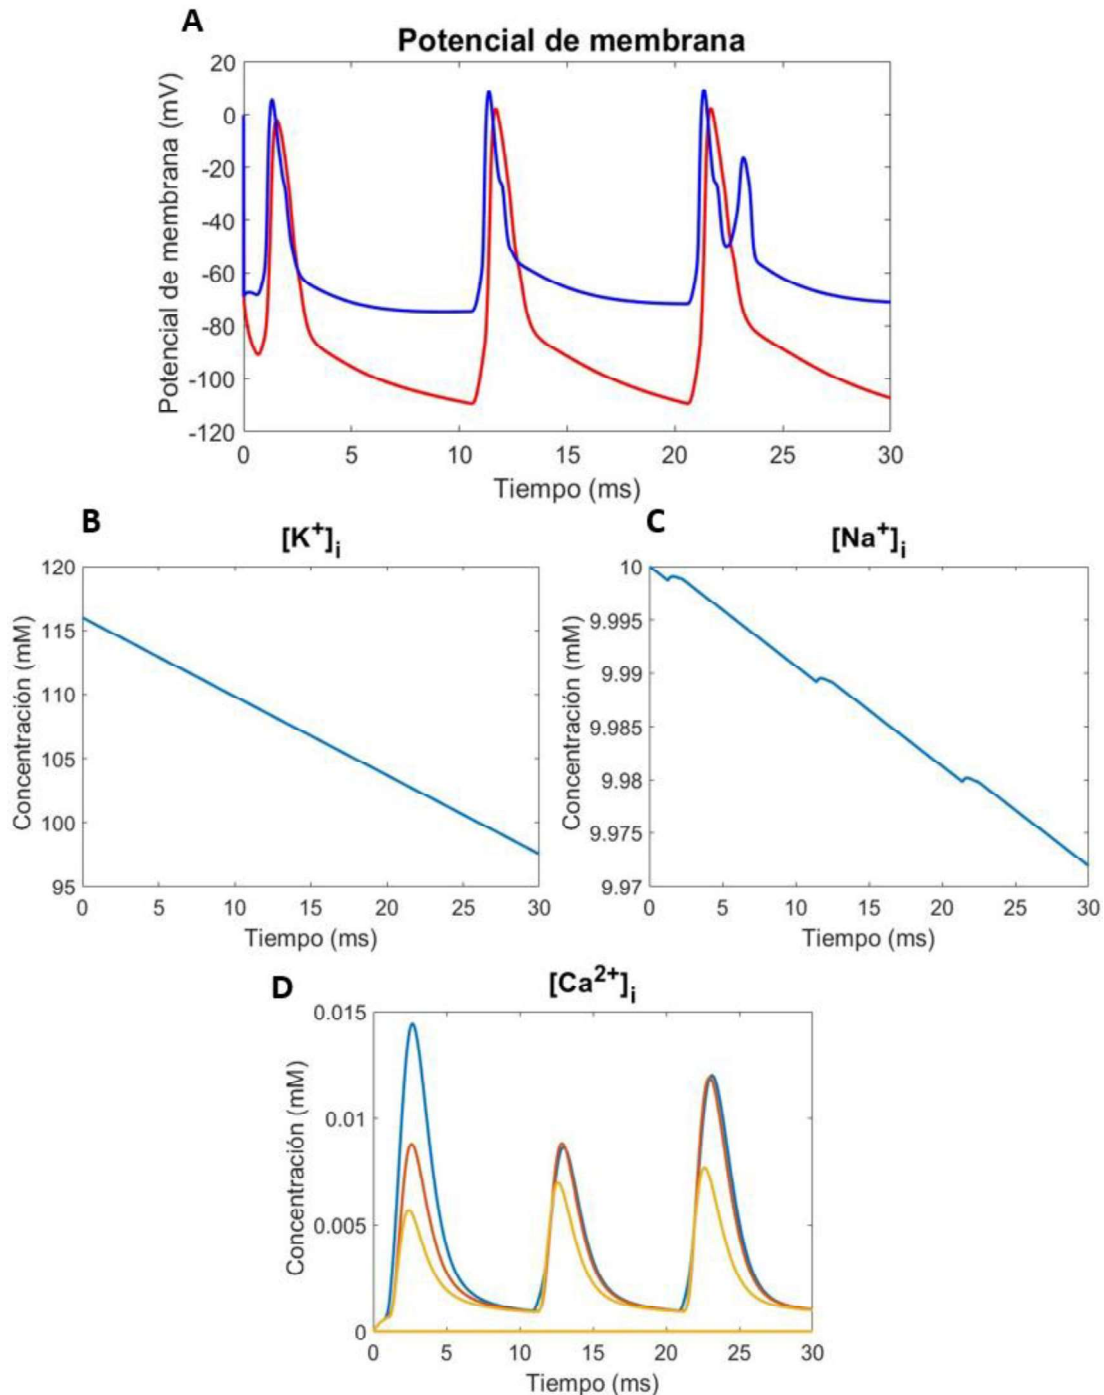 A
Potencial de membrana
Potencial de membrana (mV)
20
0
-20
-40
-60
-80
-100
-120
0 5 10 15 20 25 30
Tiempo (ms)
B
[K⁺]ᵢ
Concentración (mM)
120
115
110
105
100
95
0 5 10 15 20 25 30
Tiempo (ms)
C
[Na⁺]ᵢ
Concentración (mM)
10
9.995
9.99
9.985
9.98
9.975
9.97
0 5 10 15 20 25 30
Tiempo (ms)
D
[Ca²⁺]ᵢ
Concentración (mM)
0.015
0.01
0.005
0
0 5 10 15 20 25 30
Tiempo (ms)